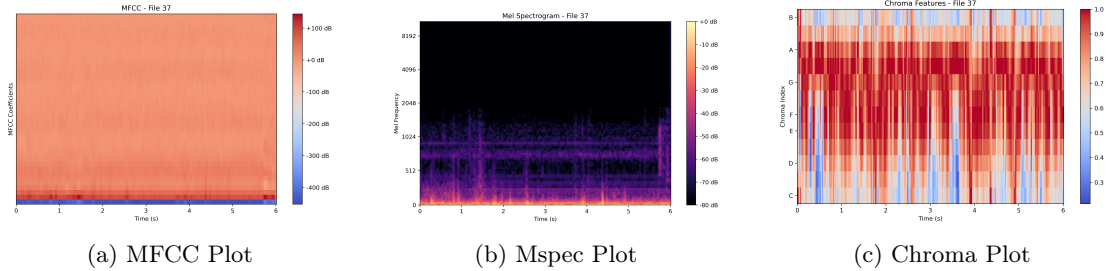 MFCC - File 37
MFCC Coefficients
0 1 2 3 4 5 6
Time (s)
+100 dB
+0 dB
-100 dB
-200 dB
-300 dB
-400 dB
(a) MFCC Plot
Mel Spectrogram - File 37
Mel Frequency
8192
4096
2048
1024
512
0
0 1 2 3 4 5 6
Time (s)
+0 dB
-10 dB
-20 dB
-30 dB
-40 dB
-50 dB
-60 dB
-70 dB
-80 dB
(b) Mspec Plot
Chroma Features - File 37
Chroma Index
B
A
G
F
E
D
C
0 1 2 3 4 5 6
Time (s)
1.0
0.9
0.8
0.7
0.6
0.5
0.4
0.3
(c) Chroma Plot